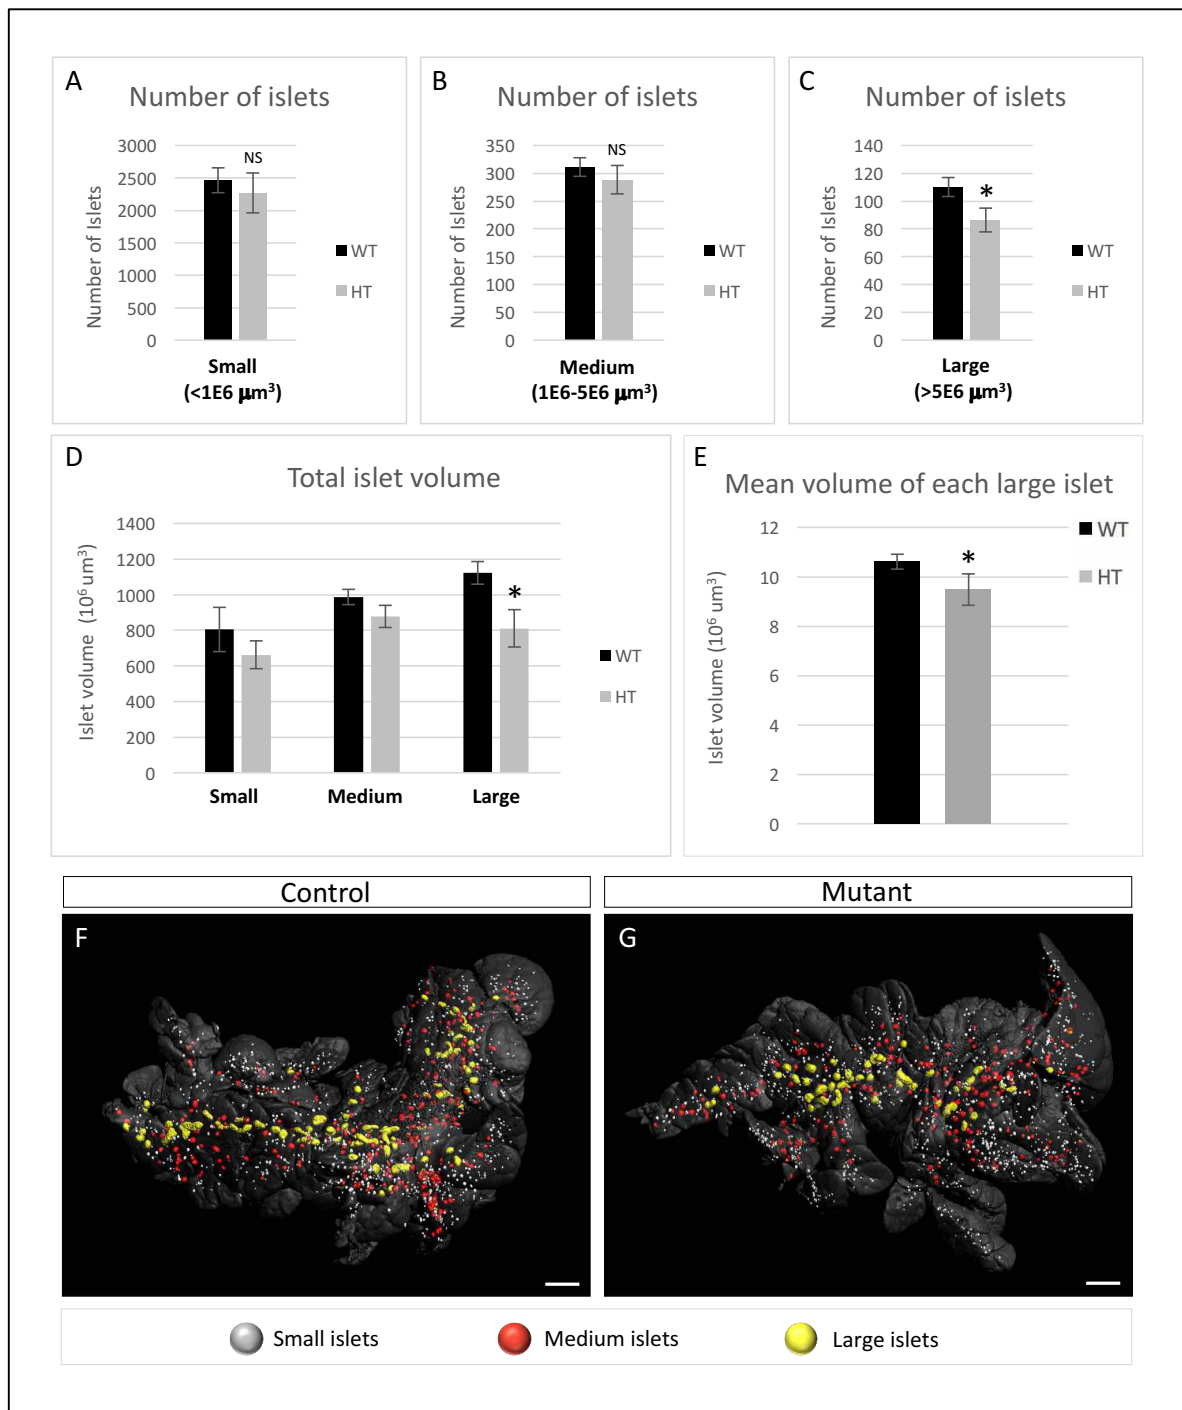 A
Number of islets
Number of Islets
3000
2500
2000
1500
1000
500
0
NS
WT
HT
Small
(<1E6 µm³)
B
Number of islets
Number of Islets
350
300
250
200
150
100
50
0
NS
WT
HT
Medium
(1E6-5E6 µm³)
C
Number of islets
Number of Islets
140
120
100
80
60
40
20
0
*
WT
HT
Large
(>5E6 µm³)
D
Total islet volume
Islet volume (10⁶ um³)
1400
1200
1000
800
600
400
200
0
*
WT
HT
Small Medium Large
E
Mean volume of each large islet
Islet volume (10⁶ um³)
12
10
8
6
4
2
0
*
WT
HT
Control
Mutant
F
G
Small islets Medium islets Large islets